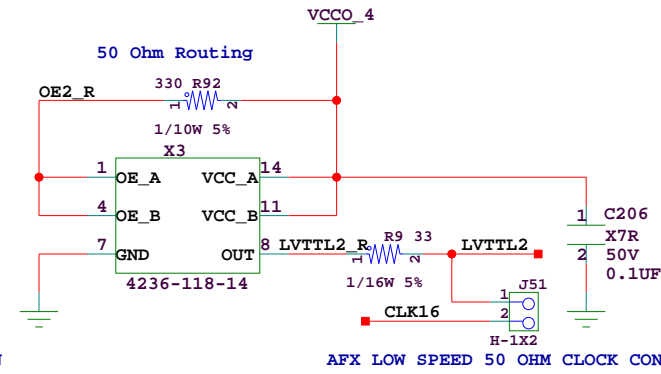 VCCO_4
50 Ohm Routing
330 R92
OE2_R
1 2
1/10W 5%
X3
1 OE_A VCC_A 14
4 OE_B VCC_B 11
7 GND OUT 8
4236-118-14
LVTTL2_R
R9 33
1 2
1/16W 5%
LVTTL2
1 C206
X7R
2 50V
0.1UF
J51
1
CLK16 2
H-1X2
AFX LOW SPEED 50 OHM CLOCK CON